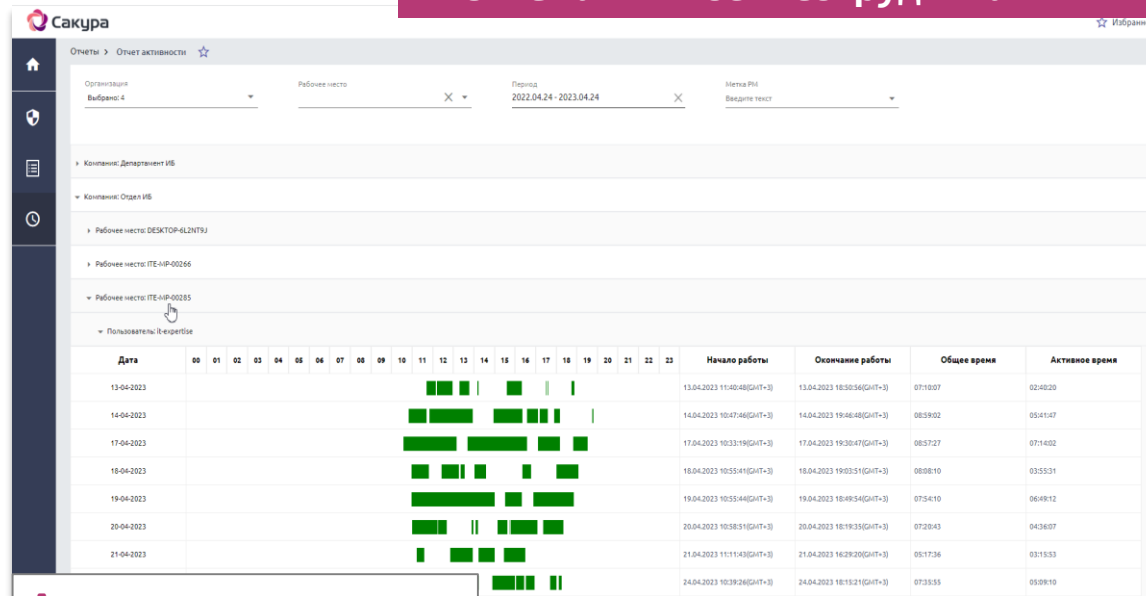 Сакура
Избранн
Отчеты > Отчет активности
Организация Рабочее место Период Метка РМ
Выбрано: 4 2022.04.24 - 2023.04.24 Введите текст
Компания: Департамент ИБ
Компания: Отдел ИБ
Рабочее место: DESKTOP-6L2NT9J
Рабочее место: ITE-MP-00266
Рабочее место: ITE-MP-00285
Пользователь: it-expertise
Дата 00 01 02 03 04 05 06 07 08 09 10 11 12 13 14 15 16 17 18 19 20 21 22 23 Начало работы Окончание работы Общее время Активное время
13-04-2023 13.04.2023 11:40:48(GMT+3) 13.04.2023 18:50:56(GMT+3) 07:10:07 02:40:20
14-04-2023 14.04.2023 10:47:46(GMT+3) 14.04.2023 19:46:48(GMT+3) 08:59:02 05:41:47
17-04-2023 17.04.2023 10:33:19(GMT+3) 17.04.2023 19:30:47(GMT+3) 08:57:27 07:14:02
18-04-2023 18.04.2023 10:55:41(GMT+3) 18.04.2023 19:03:51(GMT+3) 08:08:10 03:55:31
19-04-2023 19.04.2023 10:55:44(GMT+3) 19.04.2023 18:49:54(GMT+3) 07:54:10 06:49:12
20-04-2023 20.04.2023 10:58:51(GMT+3) 20.04.2023 18:19:35(GMT+3) 07:20:43 04:36:07
21-04-2023 21.04.2023 11:11:43(GMT+3) 21.04.2023 16:29:20(GMT+3) 05:17:36 03:15:53
24.04.2023 10:39:26(GMT+3) 24.04.2023 18:15:21(GMT+3) 07:35:55 05:09:10